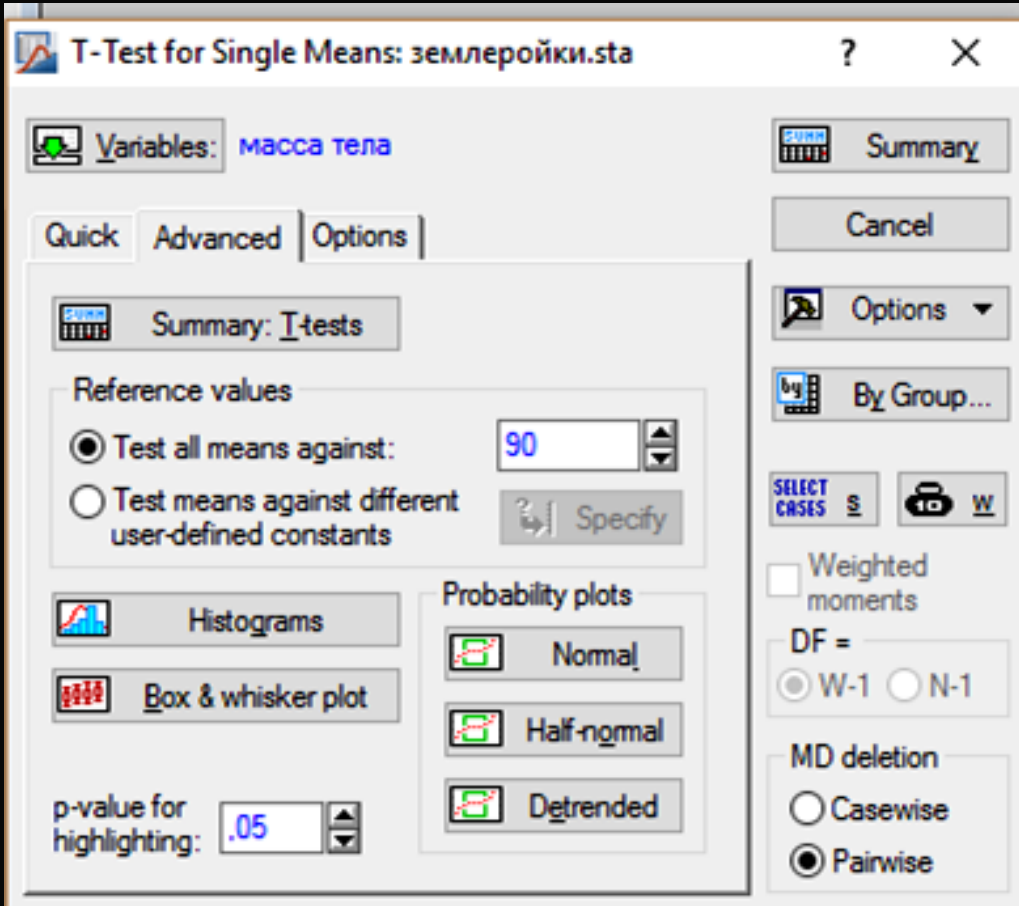 T-Test for Single Means: землеройки.sta ?
Variables: масса тела
Quick Advanced Options
Summary: T-tests
Reference values
Test all means against: 90
Test means against different
user-defined constants
Specify
Histograms
Box & whisker plot
p-value for
highlighting: .05
Probability plots
Normal
Half-normal
Detrended
SUMM Summary
Cancel
Options
by By Group...
SELECT
CASES S
10 W
Weighted
moments
DF =
W-1 N-1
MD deletion
Casewise
Pairwise